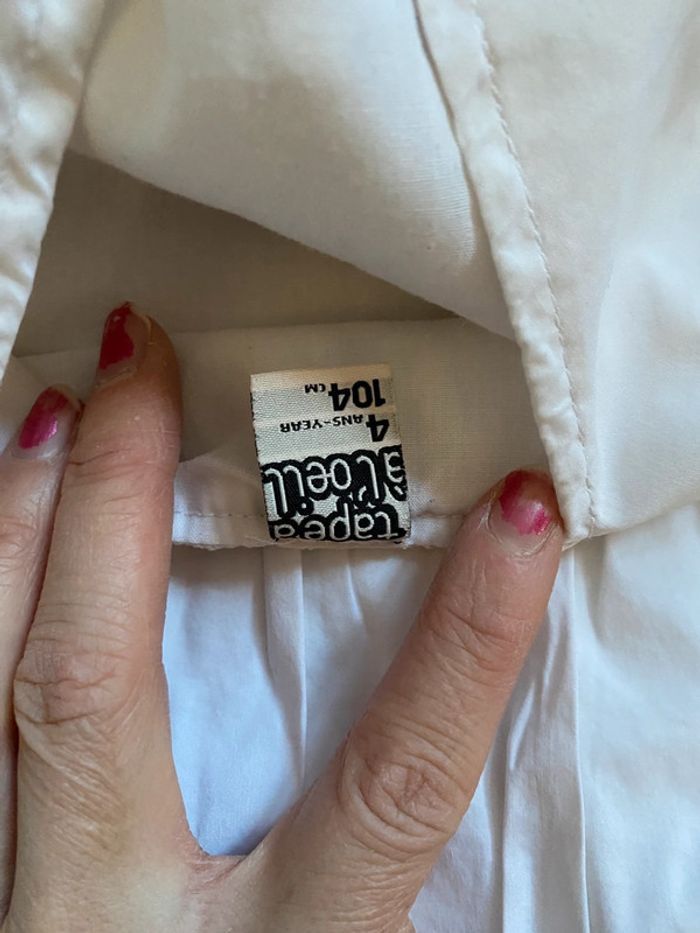 tape à
l'oeil
4 ANS-YEAR
104 CM